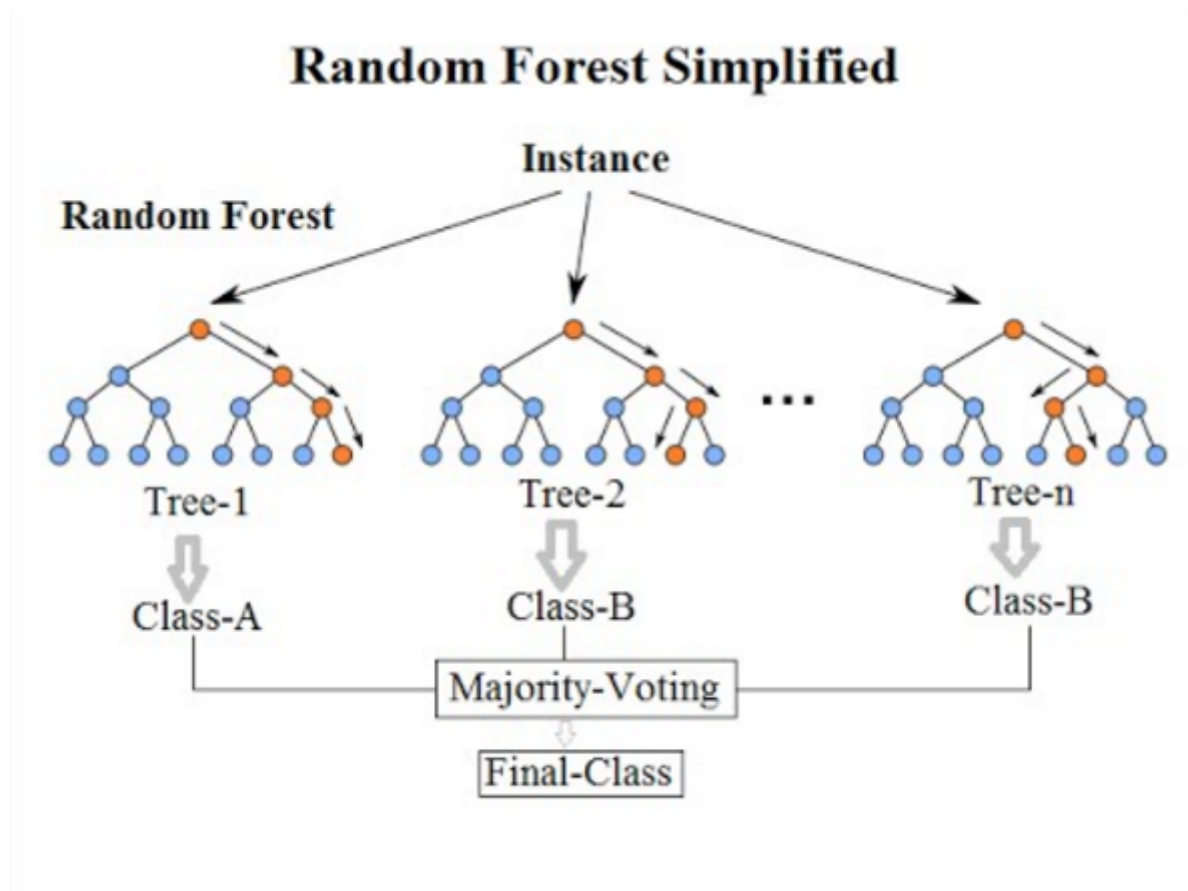 Random Forest Simplified
Instance
Random Forest
...
Tree-1
Tree-2
Tree-n
Class-A
Class-B
Class-B
Majority-Voting
Final-Class